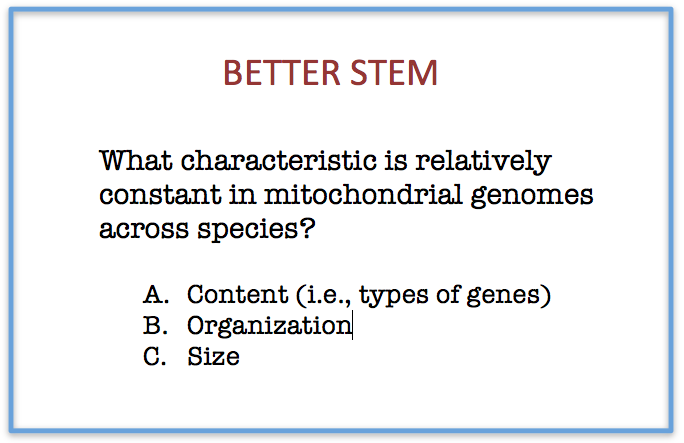 BETTER STEM
What characteristic is relatively
constant in mitochondrial genomes
across species?
A. Content (i.e., types of genes)
B. Organization
C. Size